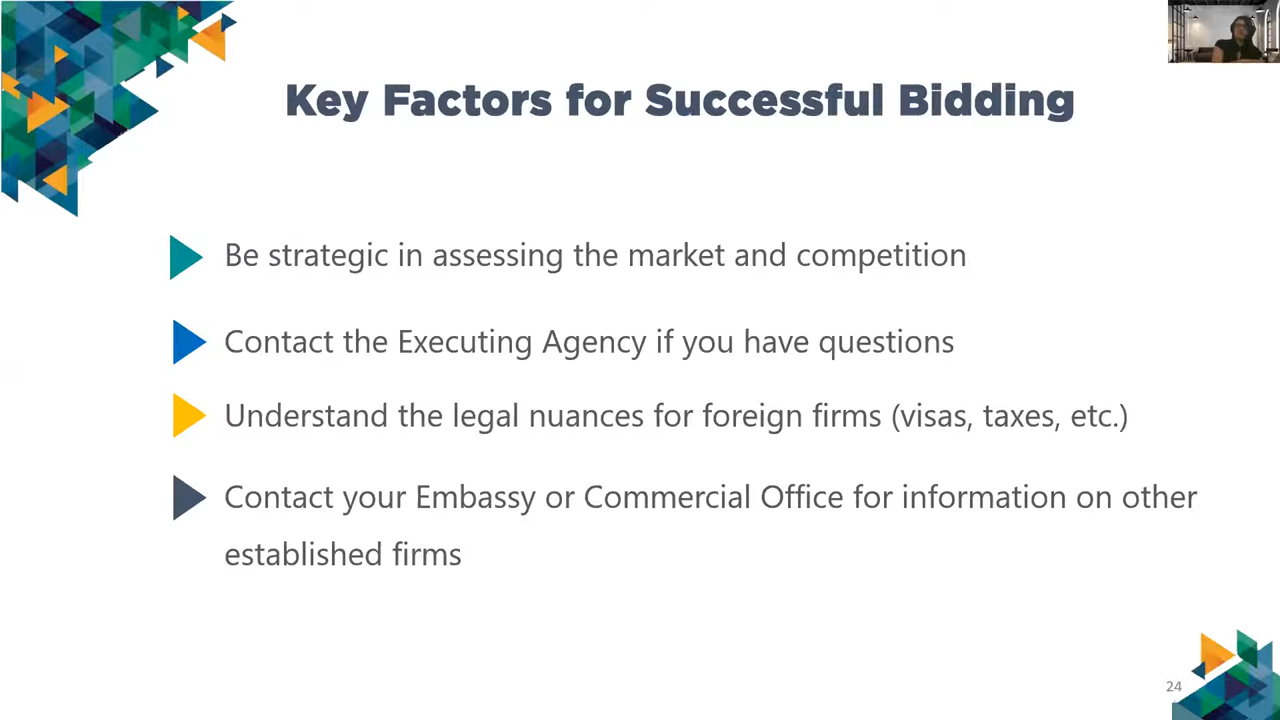 Key Factors for Successful Bidding
Be strategic in assessing the market and competition
Contact the Executing Agency if you have questions
Understand the legal nuances for foreign firms (visas, taxes, etc.)
Contact your Embassy or Commercial Office for information on other
established firms
24